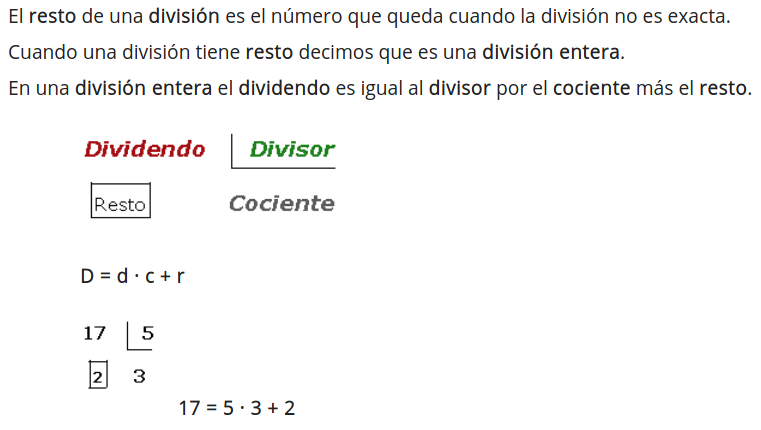 El resto de una división es el número que queda cuando la división no es exacta.
Cuando una división tiene resto decimos que es una división entera.
En una división entera el dividendo es igual al divisor por el cociente más el resto.
Dividendo Divisor
Resto Cociente
D = d · c + r
17 5
2 3
17 = 5 · 3 + 2